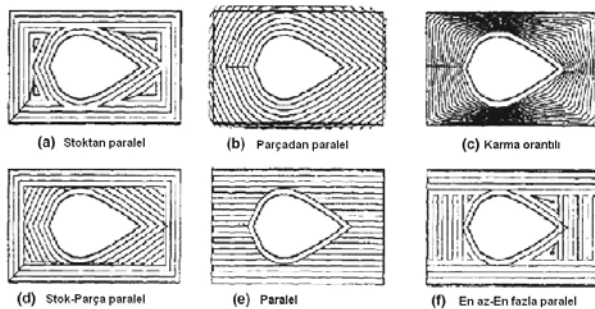 (a) Stoktan paralel
(b) Parçadan paralel
(c) Karma orantılı
(d) Stok-Parça paralel
(e) Paralel
(f) En az-En fazla paralel